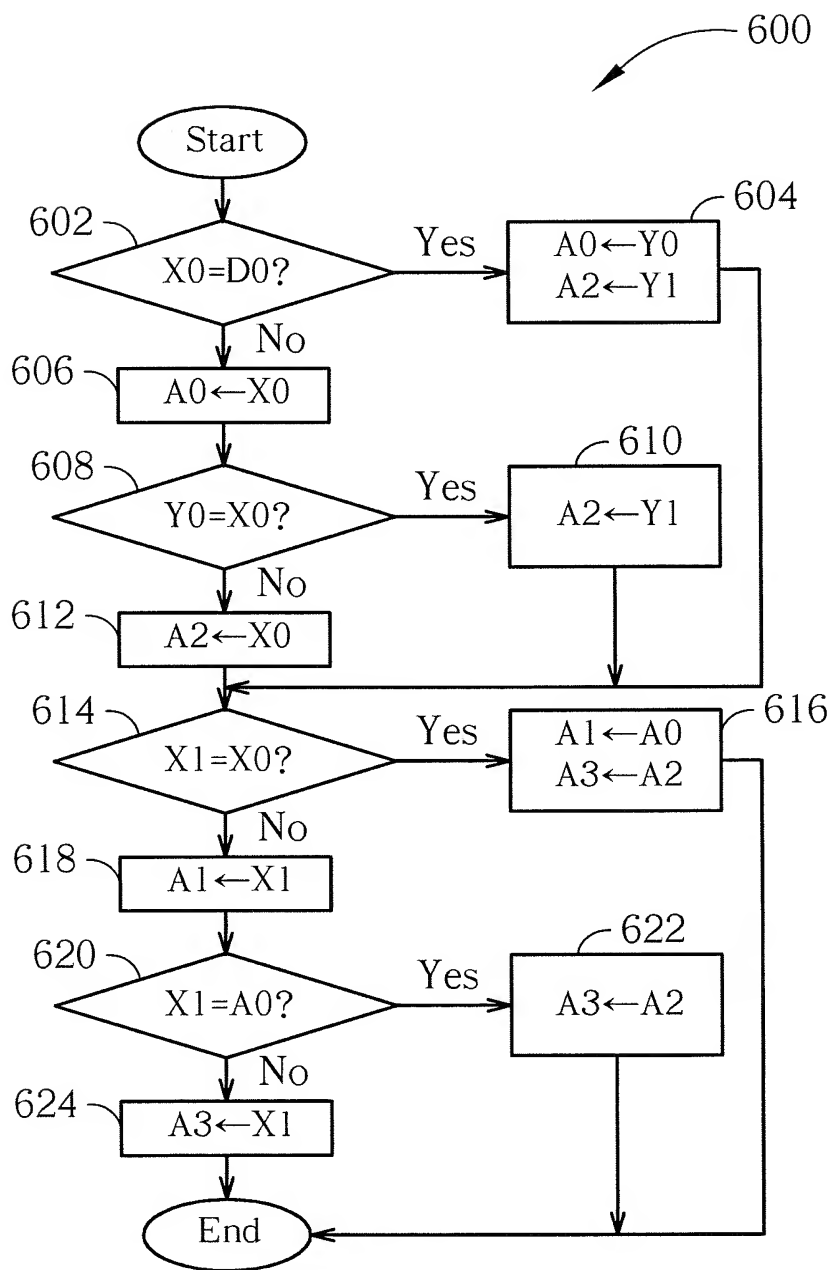 600
Start
602
X0=D0?
Yes
604
A0←Y0
A2←Y1
No
606
A0←X0
608
Y0=X0?
Yes
610
A2←Y1
No
612
A2←X0
614
X1=X0?
Yes
616
A1←A0
A3←A2
No
618
A1←X1
620
X1=A0?
Yes
622
A3←A2
No
624
A3←X1
End